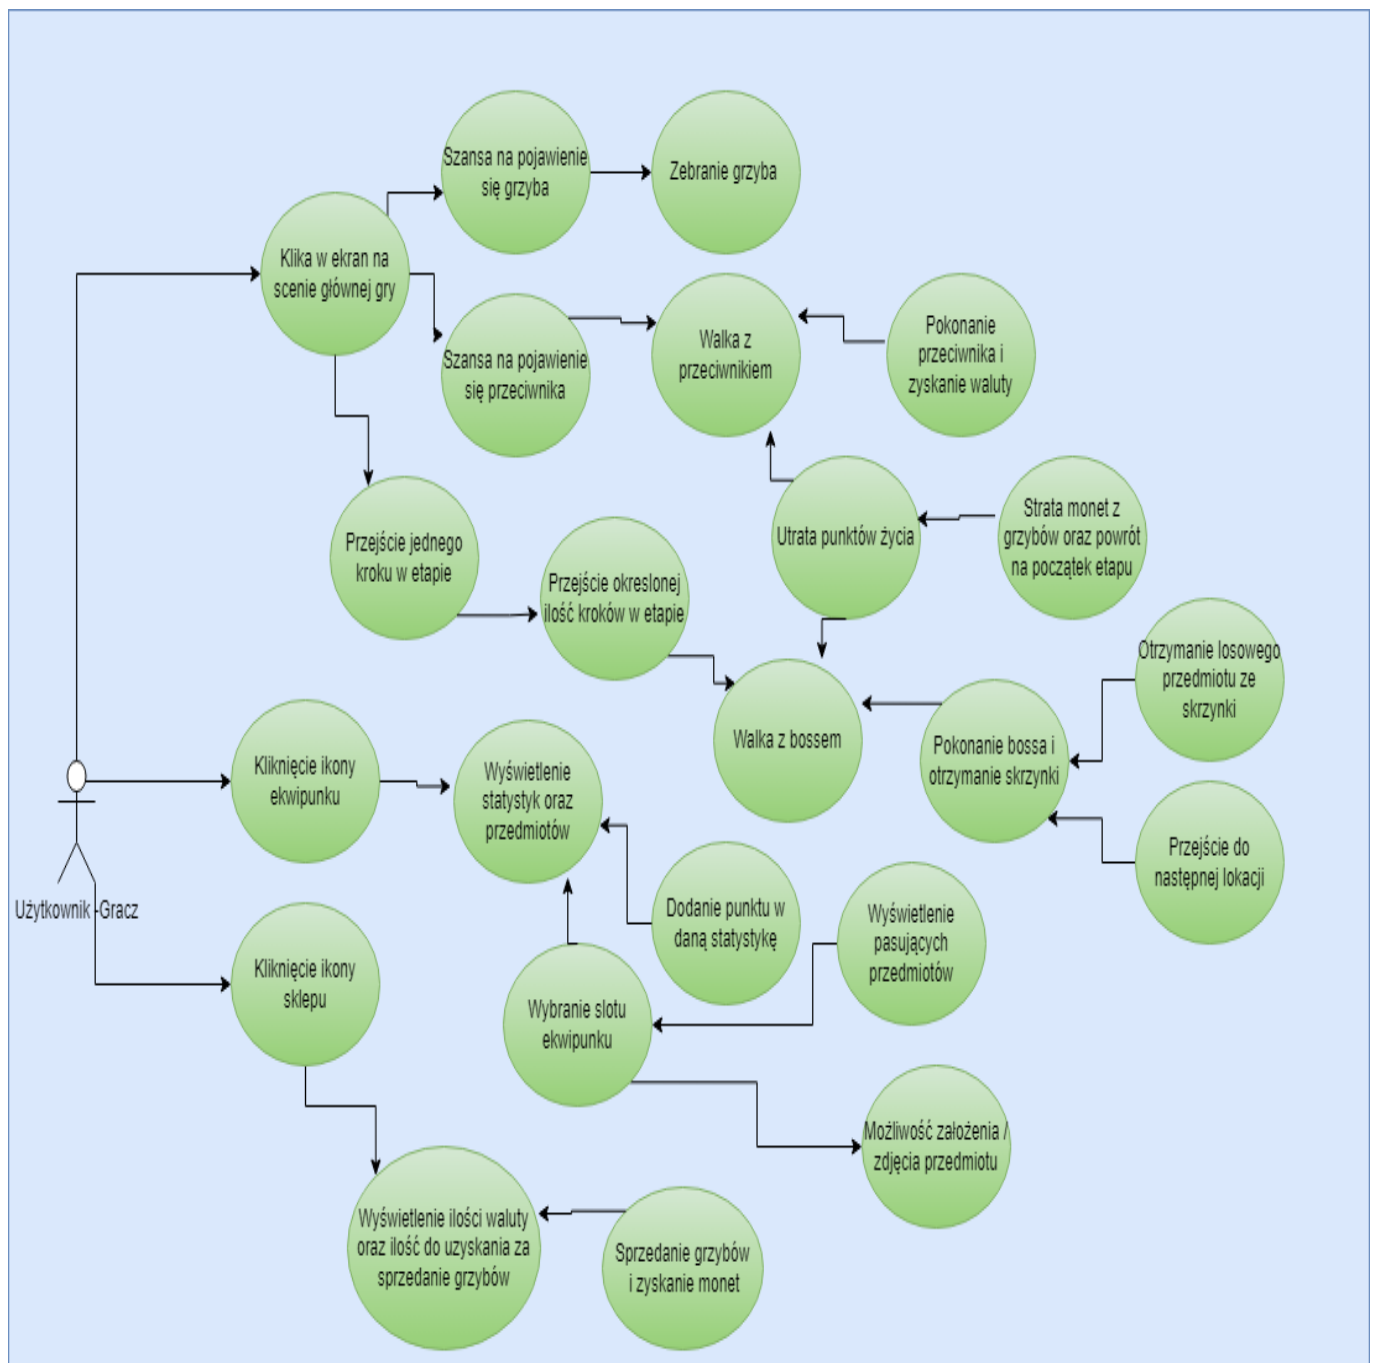 Szansa na pojawienie
się grzyba
Zebranie grzyba
Klika w ekran na
scenie głównej gry
Szansa na pojawienie
się przeciwnika
Walka z
przeciwnikiem
Pokonanie
przeciwnika i
zyskanie waluty
Przejście jednego
kroku w etapie
Przejście okreslonej
ilość kroków w etapie
Utrata punktów życia
Strata monet z
grzybów oraz powrót
na początek etapu
Walka z bossem
Pokonanie bossa i
otrzymanie skrzynki
Otrzymanie losowego
przedmiotu ze
skrzynki
Przejście do
następnej lokacji
Kliknięcie ikony
ekwipunku
Wyświetlenie
statystyk oraz
przedmiotów
Użytkownik -Gracz
Dodanie punktu w
daną statystykę
Wyświetlenie
pasujących
przedmiotów
Kliknięcie ikony
sklepu
Wybranie slotu
ekwipunku
Możliwość założenia /
zdjęcia przedmiotu
Wyświetlenie ilości waluty
oraz ilość do uzyskania za
sprzedanie grzybów
Sprzedanie grzybów
i zyskanie monet